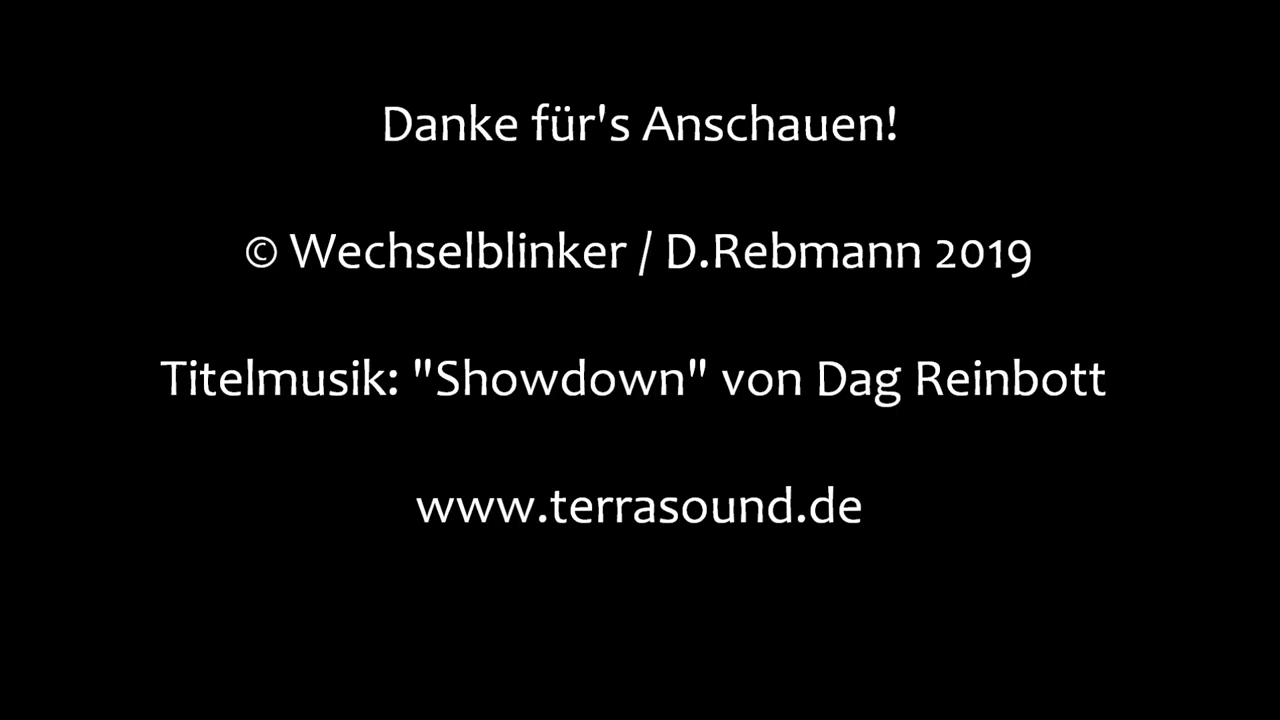 Danke für's Anschauen!
© Wechselblinker / D.Rebmann 2019
Titelmusik: "Showdown" von Dag Reinbott
www.terrasound.de